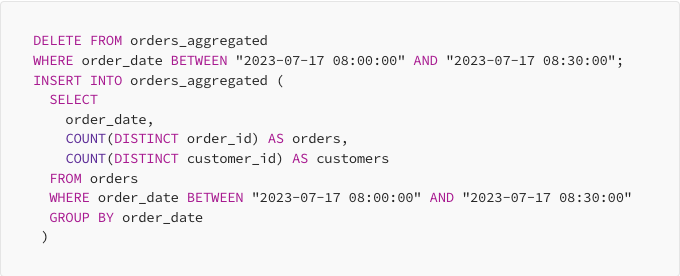 DELETE FROM orders_aggregated
WHERE order_date BETWEEN "2023-07-17 08:00:00" AND "2023-07-17 08:30:00";
INSERT INTO orders_aggregated (
  SELECT
    order_date,
    COUNT(DISTINCT order_id) AS orders,
    COUNT(DISTINCT customer_id) AS customers
  FROM orders
  WHERE order_date BETWEEN "2023-07-17 08:00:00" AND "2023-07-17 08:30:00"
  GROUP BY order_date
 )